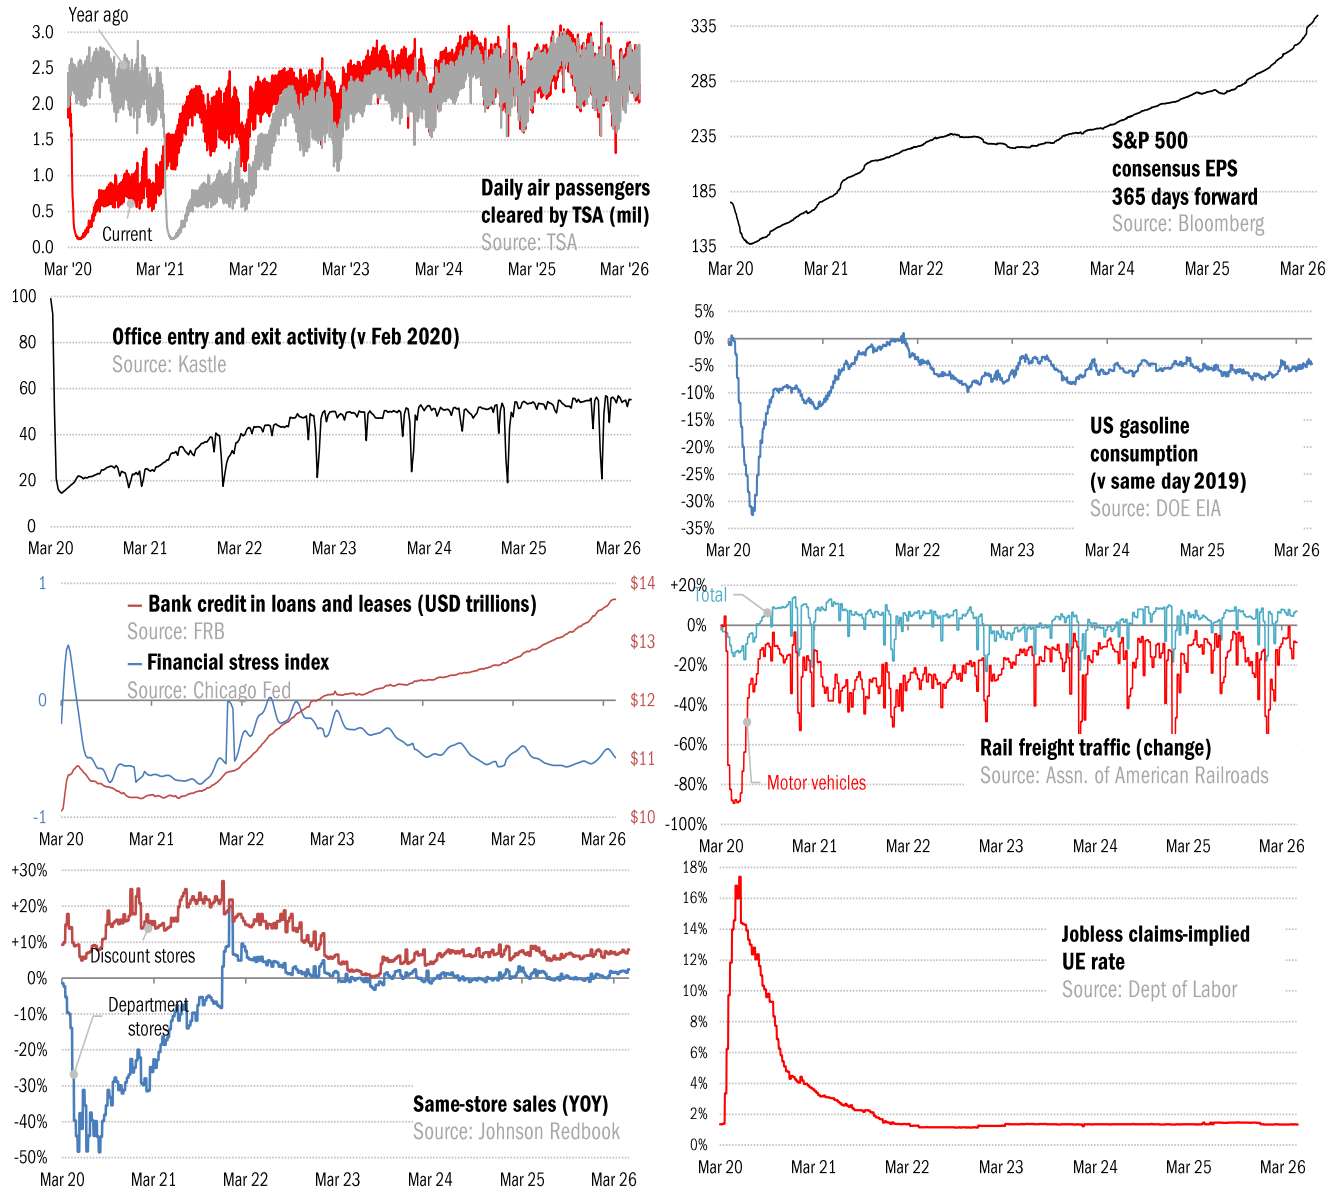 Year ago
3.0
2.5
2.0
1.5
1.0
0.5
0.0
Current
Daily air passengers
cleared by TSA (mil)
Source: TSA
Mar '20 Mar '21 Mar '22 Mar '23 Mar '24 Mar '25 Mar '26
335
285
235
185
135
S&P 500
consensus EPS
365 days forward
Source: Bloomberg
Mar 20 Mar 21 Mar 22 Mar 23 Mar 24 Mar 25 Mar 26
100
80
60
40
20
0
Office entry and exit activity (v Feb 2020)
Source: Kastle
Mar 20 Mar 21 Mar 22 Mar 23 Mar 24 Mar 25 Mar 26
5%
0%
-5%
-10%
-15%
-20%
-25%
-30%
-35%
US gasoline
consumption
(v same day 2019)
Source: DOE EIA
Mar 20 Mar 21 Mar 22 Mar 23 Mar 24 Mar 25 Mar 26
1
0
-1
Bank credit in loans and leases (USD trillions)
Source: FRB
Financial stress index
Source: Chicago Fed
$14
$13
$12
$11
$10
Mar 20 Mar 21 Mar 22 Mar 23 Mar 24 Mar 25 Mar 26
+20%
0%
-20%
-40%
-60%
-80%
-100%
Total
Motor vehicles
Rail freight traffic (change)
Source: Assn. of American Railroads
Mar 20 Mar 21 Mar 22 Mar 23 Mar 24 Mar 25 Mar 26
+30%
+20%
+10%
0%
-10%
-20%
-30%
-40%
-50%
Discount stores
Department
stores
Same-store sales (YOY)
Source: Johnson Redbook
Mar 20 Mar 21 Mar 22 Mar 23 Mar 24 Mar 25 Mar 26
18%
16%
14%
12%
10%
8%
6%
4%
2%
0%
Jobless claims-implied
UE rate
Source: Dept of Labor
Mar 20 Mar 21 Mar 22 Mar 23 Mar 24 Mar 25 Mar 26